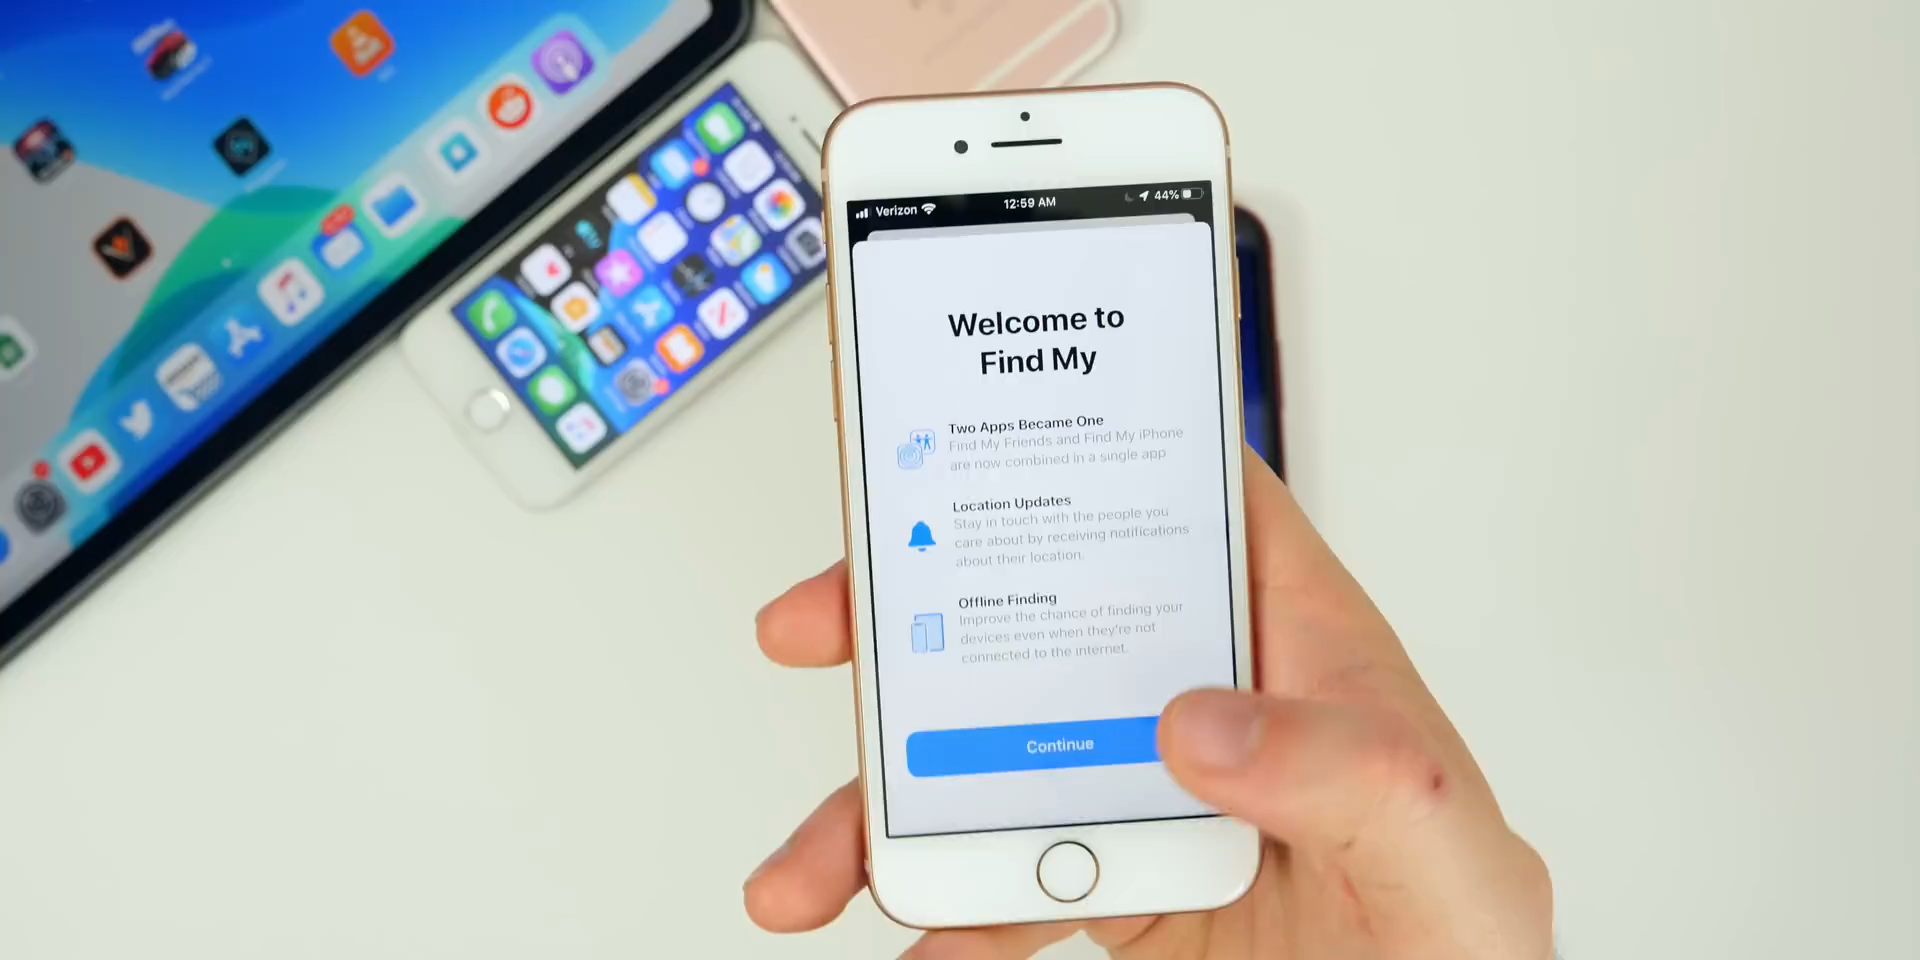 Verizon 12:59 AM 44%
Welcome to
Find My
Two Apps Became One
Find My Friends and Find My iPhone
are now combined in a single app
Location Updates
Stay in touch with the people you
care about by receiving notifications
about their location.
Offline Finding
Improve the chance of finding your
devices even when they're not
connected to the internet.
Continue